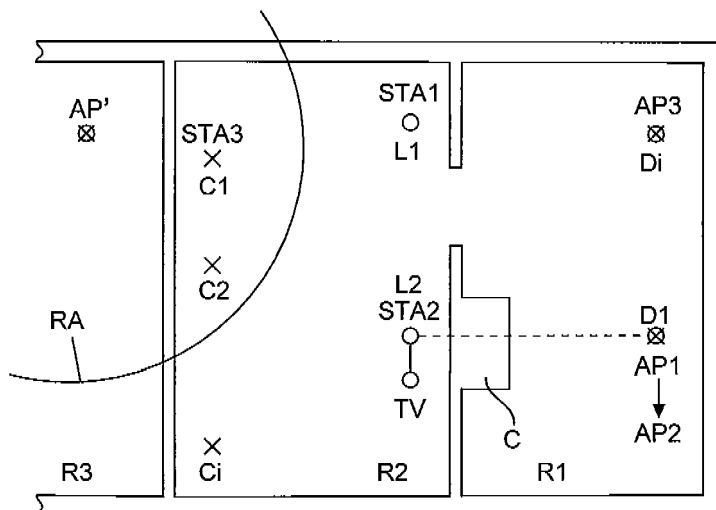 AP'
STA3
C1
STA1
L1
AP3
Di
C2
RA
L2
STA2
TV
D1
AP1
AP2
C
R3
Ci
R2
R1